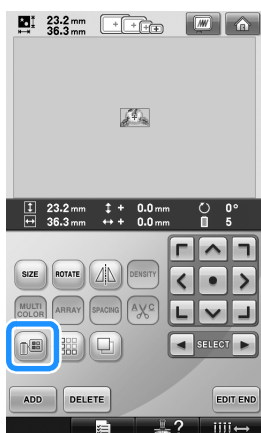 23.2 mm
36.3 mm
23.2 mm + 0.0 mm 0°
36.3 mm + 0.0 mm 5
SIZE ROTATE DENSITY
MULTI COLOR ARRAY SPACING A C
SELECT
ADD DELETE EDIT END
?